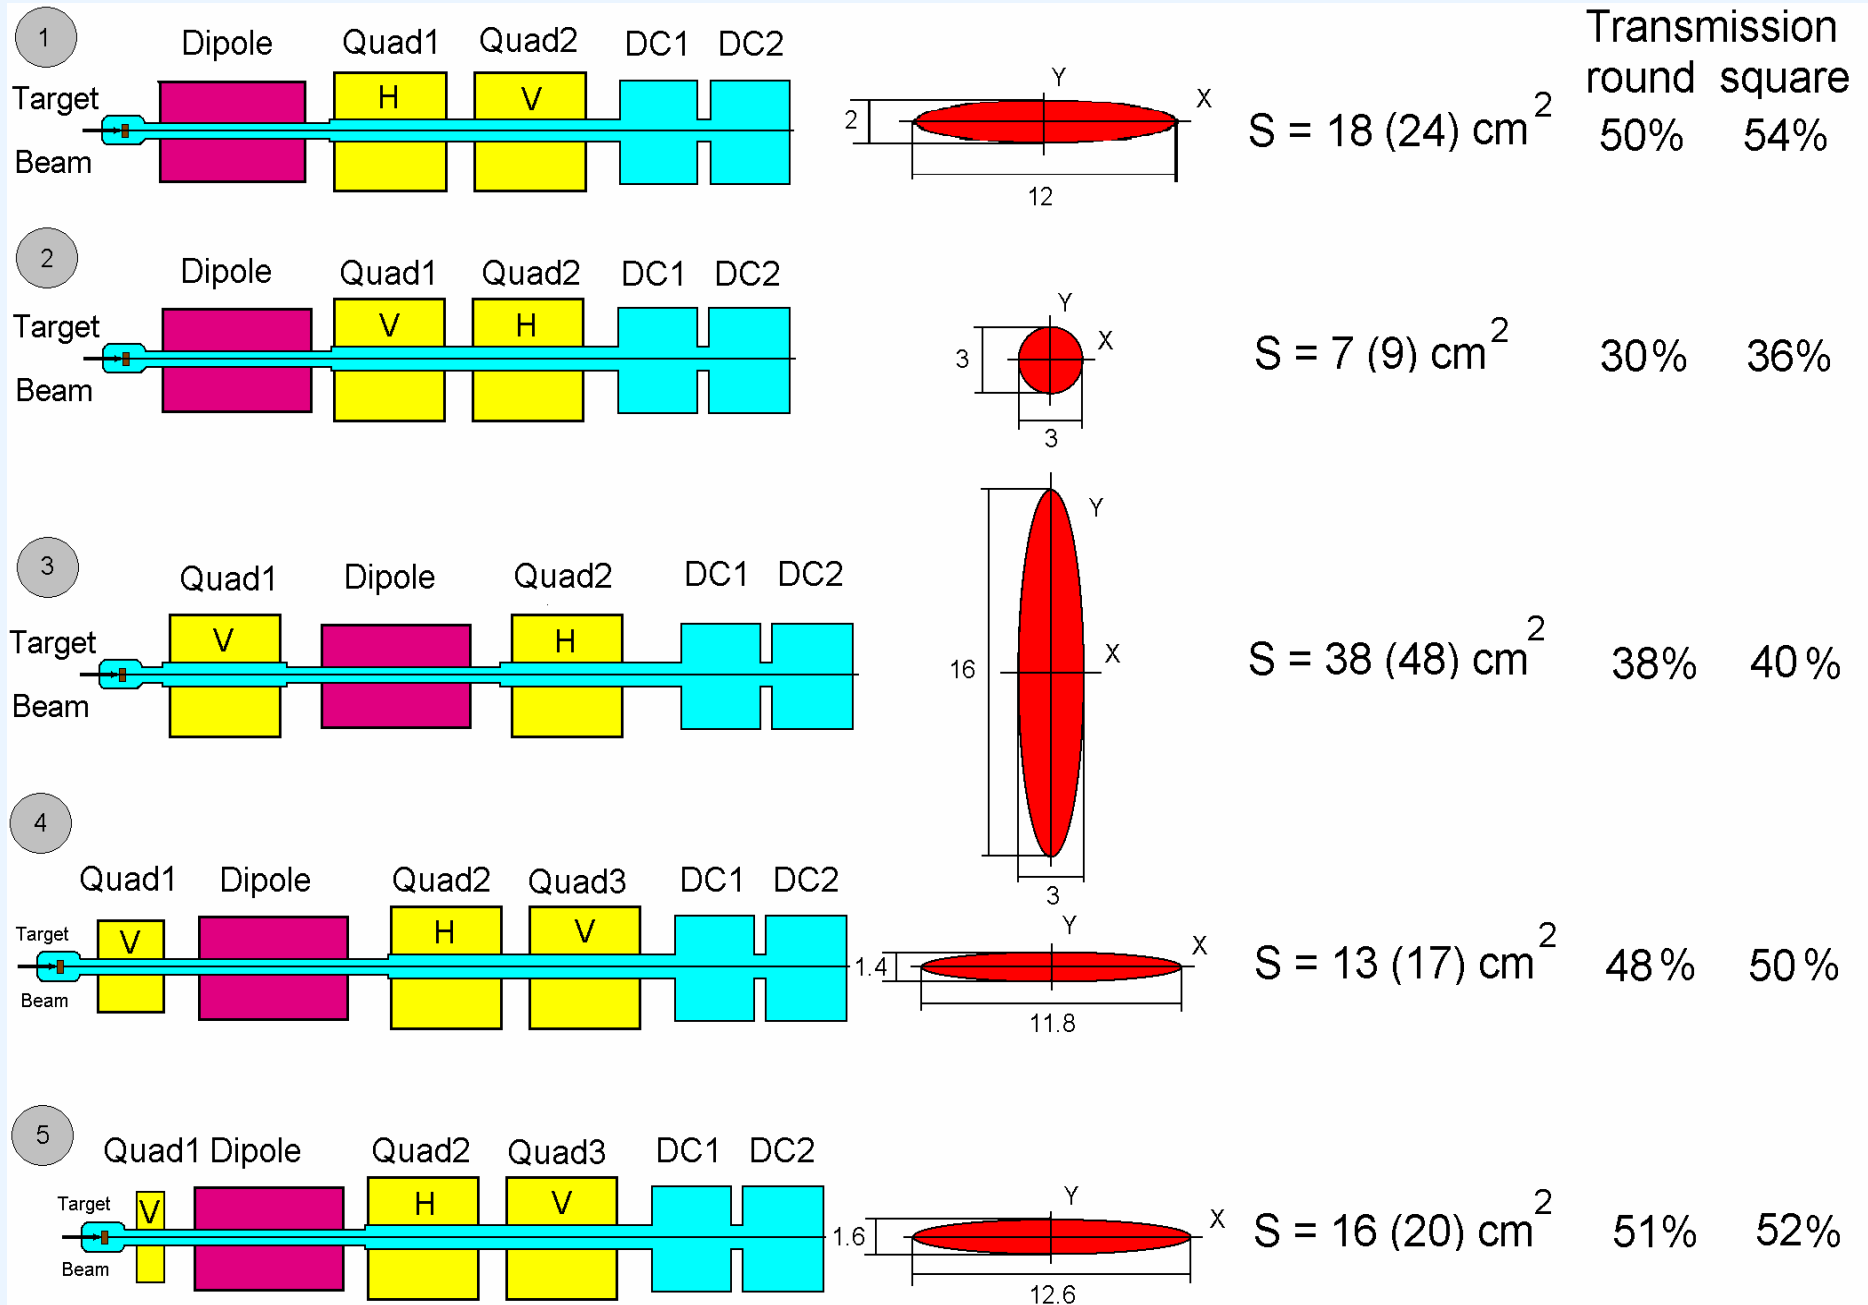 Transmission
round square
1
Dipole Quad1 Quad2 DC1 DC2
Target
Beam
H V
Y
X
2
12
S = 18 (24) cm²
50% 54%
2
Dipole Quad1 Quad2 DC1 DC2
Target
Beam
V H
Y
X
3
3
S = 7 (9) cm²
30% 36%
3
Quad1 Dipole Quad2 DC1 DC2
Target
Beam
V H
Y
X
16
3
S = 38 (48) cm²
38% 40%
4
Quad1 Dipole Quad2 Quad3 DC1 DC2
Target
Beam
V H V
Y
X
1.4
11.8
S = 13 (17) cm²
48% 50%
5
Quad1 Dipole Quad2 Quad3 DC1 DC2
Target
Beam
V H V
Y
X
1.6
12.6
S = 16 (20) cm²
51% 52%